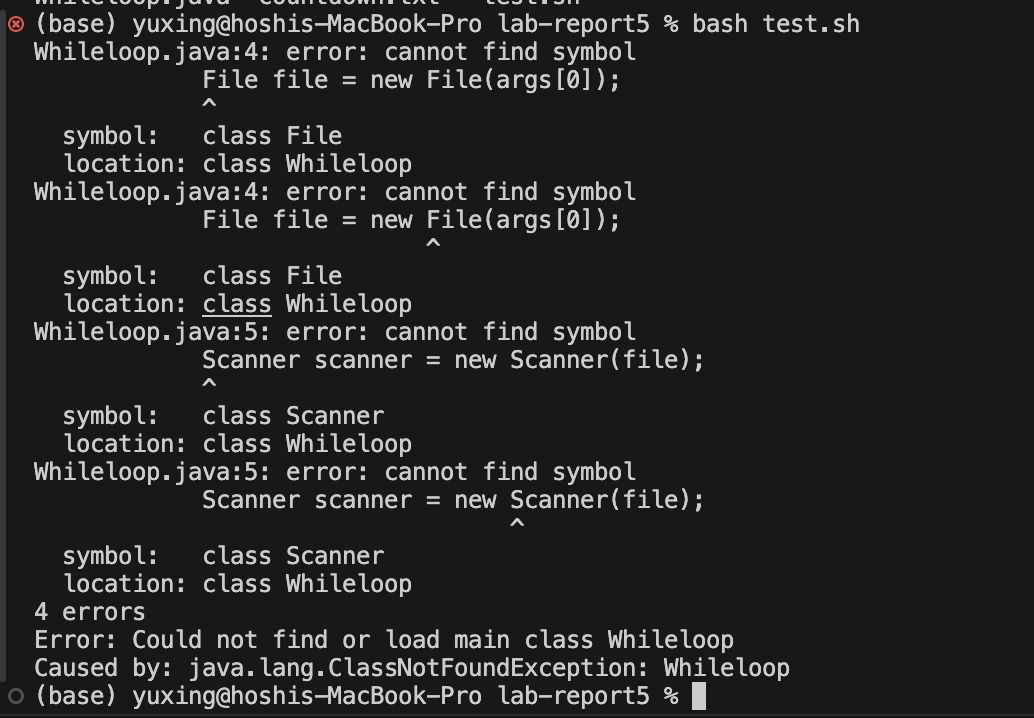 Whileloop.java countdown.txt test.sh
(base) yuxing@hoshis-MacBook-Pro lab-report5 % bash test.sh
Whileloop.java:4: error: cannot find symbol
            File file = new File(args[0]);
            ^
  symbol:   class File
  location: class Whileloop
Whileloop.java:4: error: cannot find symbol
            File file = new File(args[0]);
                            ^
  symbol:   class File
  location: class Whileloop
Whileloop.java:5: error: cannot find symbol
            Scanner scanner = new Scanner(file);
            ^
  symbol:   class Scanner
  location: class Whileloop
Whileloop.java:5: error: cannot find symbol
            Scanner scanner = new Scanner(file);
                                  ^
  symbol:   class Scanner
  location: class Whileloop
4 errors
Error: Could not find or load main class Whileloop
Caused by: java.lang.ClassNotFoundException: Whileloop
(base) yuxing@hoshis-MacBook-Pro lab-report5 %